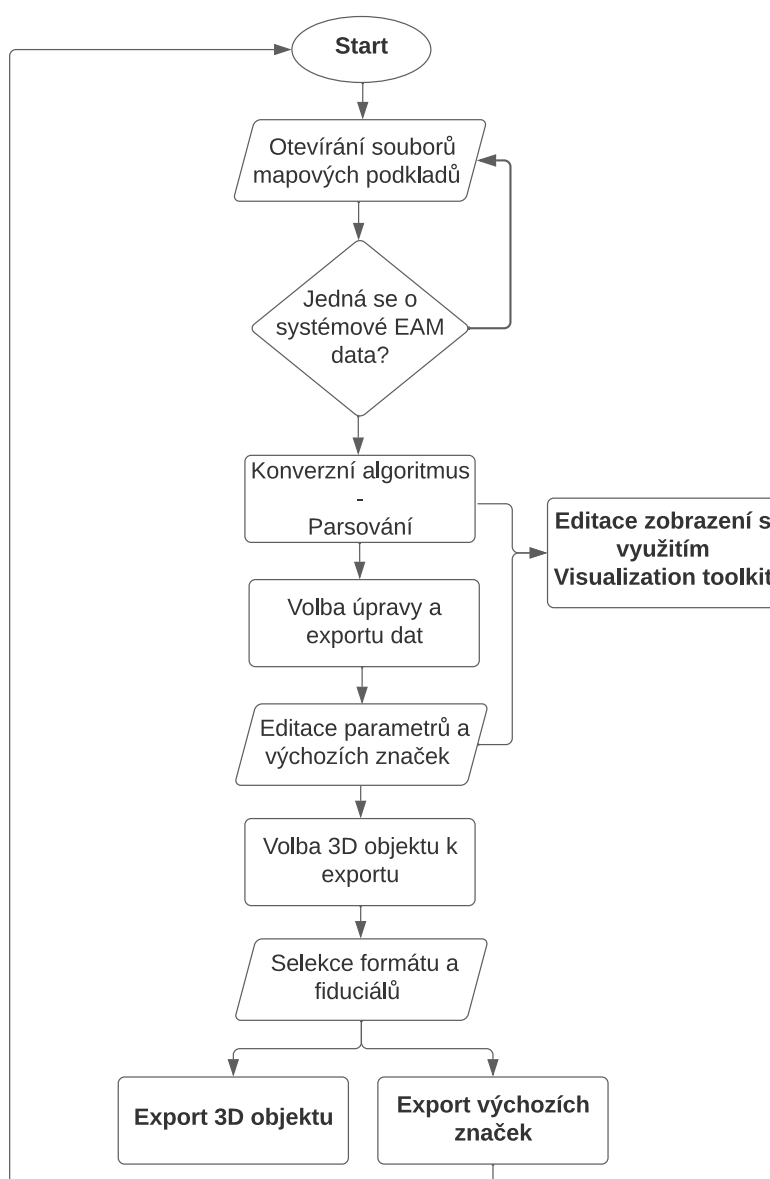 Start
Otevírání souborů
mapových podkladů
Jedná se o
systémové EAM
data?
Konverzní algoritmus
-
Parsování
Editace zobrazení s
využitím
Visualization toolkit
Volba úpravy a
exportu dat
Editace parametrů a
výchozích značek
Volba 3D objektu k
exportu
Selekce formátu a
fiduciálů
Export 3D objektu
Export výchozích
značek